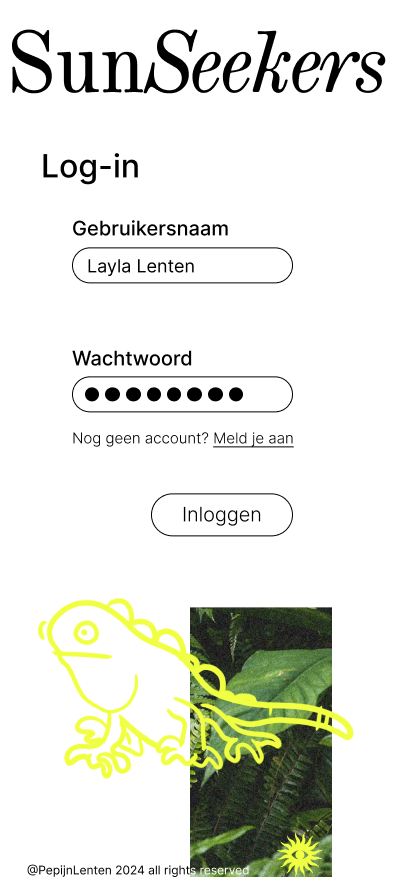 SunSeekers
Log-in
Gebruikersnaam
Layla Lenten
Wachtwoord
Nog geen account? Meld je aan
Inloggen
@PepijnLenten 2024 all rights reserved